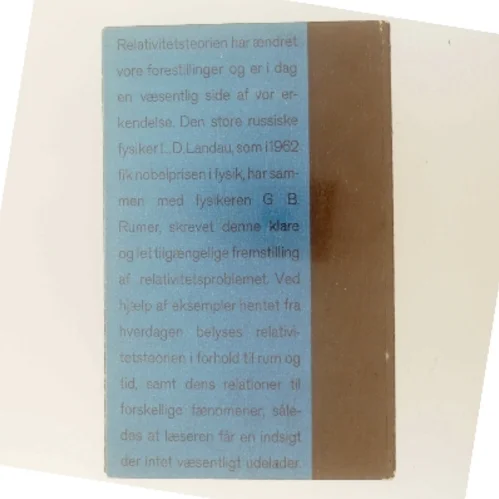 Relativitetsteorien har ændret
vore forestillinger og er i dag
en væsentlig side af vor er-
kendelse. Den store russiske
fysiker L. D. Landau, som i 1962
fik nobelprisen i fysik, har sam-
men med fysikeren G. B.
Rumer, skrevet denne klare
og let tilgængelige fremstilling
af relativitetsproblemet. Ved
hjælp af eksempler hentet fra
hverdagen belyses relativi-
tetsteorien i forhold til rum og
tid, samt dens relationer til
forskellige fænomener, såle-
des at læseren får en indsigt
der intet væsentligt udelader.